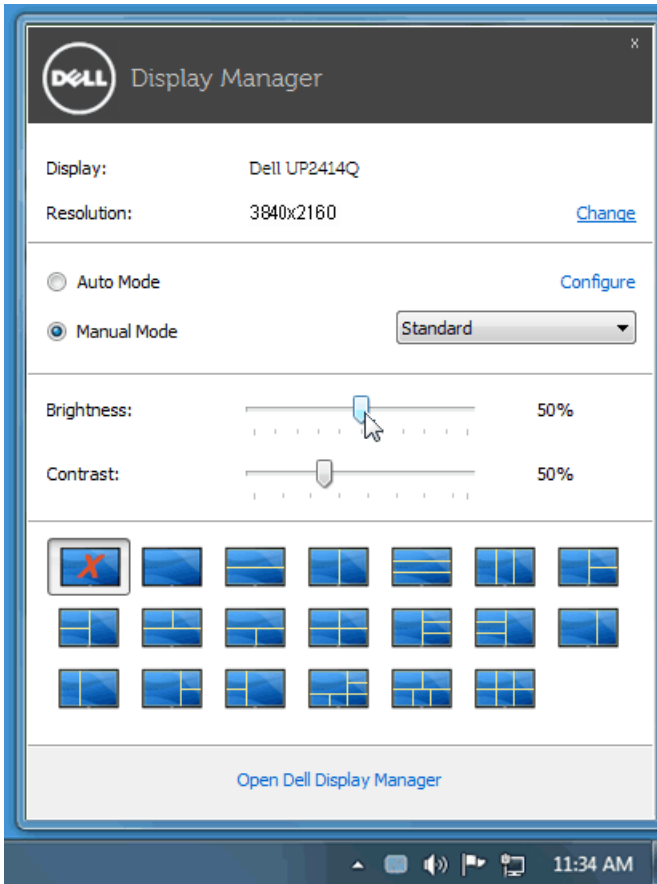 x
DELL Display Manager
Display: Dell UP2414Q
Resolution: 3840x2160 Change
Auto Mode Configure
Manual Mode Standard
Brightness: 50%
Contrast: 50%
X
Open Dell Display Manager
11:34 AM